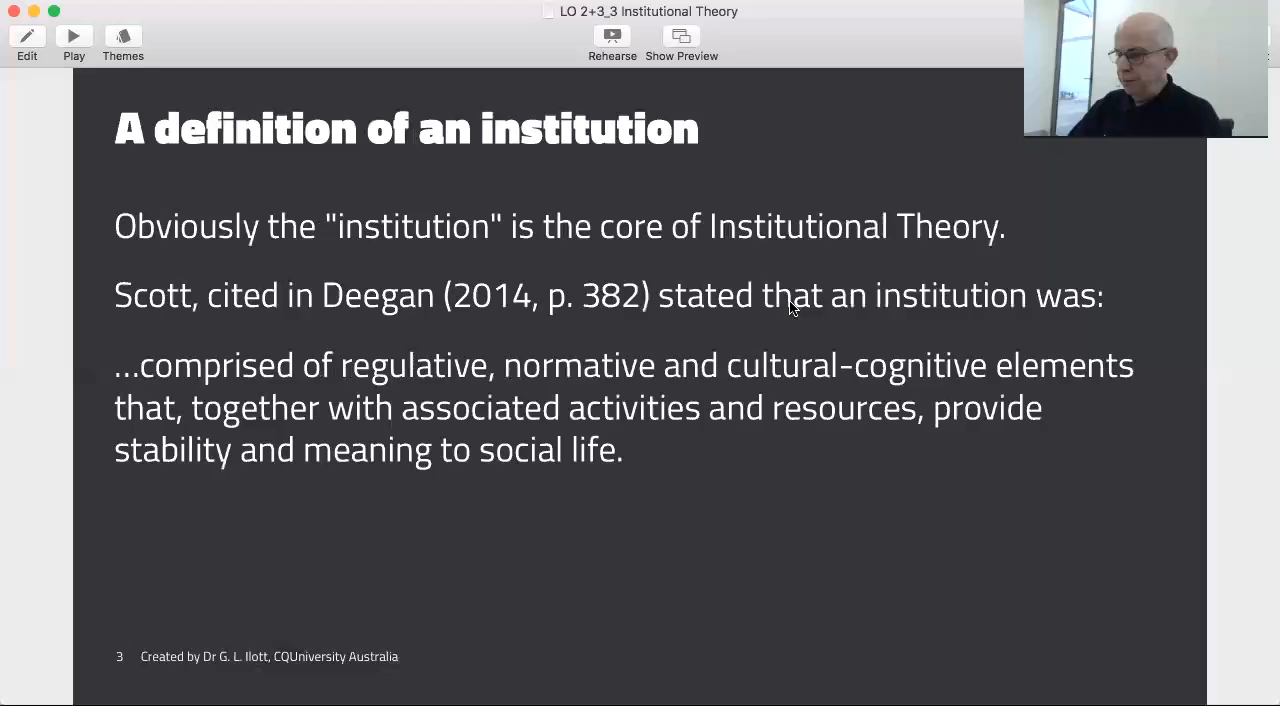 LO 2+3_3 Institutional Theory
Edit
Play
Themes
Rehearse
Show Preview
A definition of an institution
Obviously the "institution" is the core of Institutional Theory.
Scott, cited in Deegan (2014, p. 382) stated that an institution was:
...comprised of regulative, normative and cultural-cognitive elements
that, together with associated activities and resources, provide
stability and meaning to social life.
3 Created by Dr G. L. Ilott, CQUniversity Australia